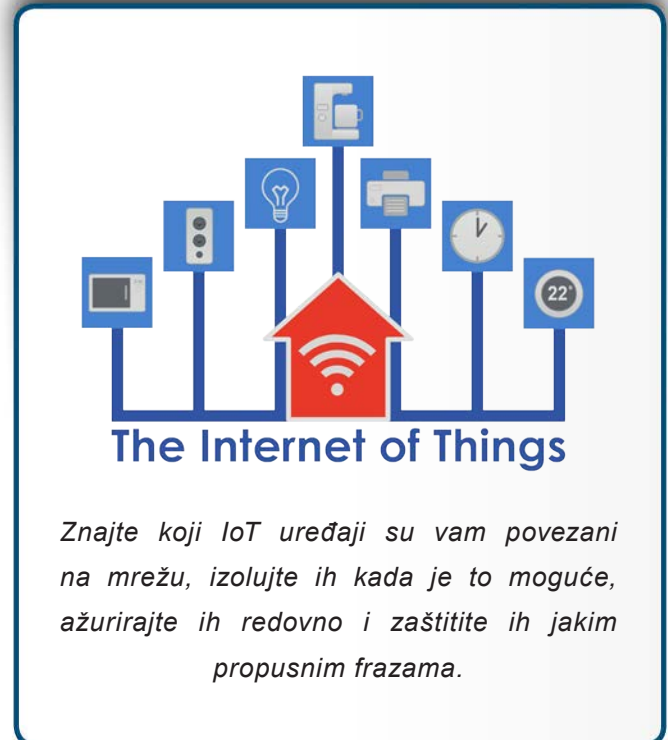 22°
The Internet of Things
Znajte koji IoT uređaji su vam povezani
na mrežu, izolujte ih kada je to moguće,
ažurirajte ih redovno i zaštitite ih jakim
propusnim frazama.